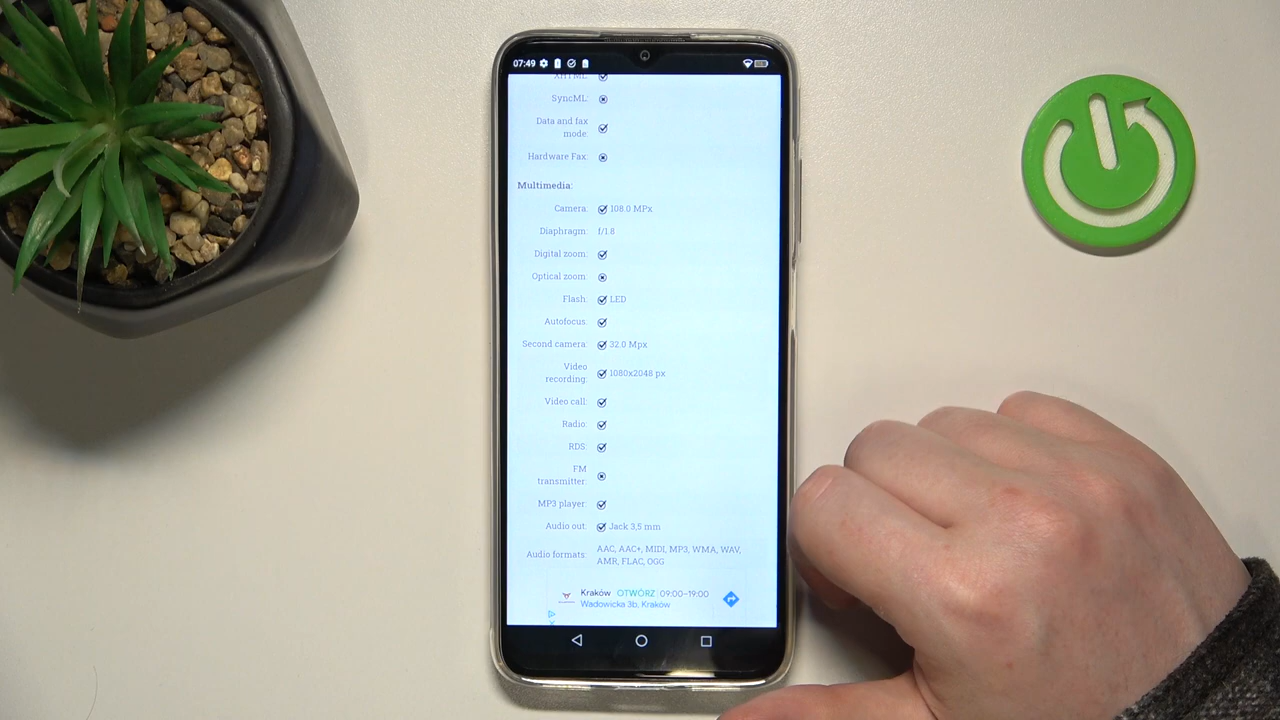 07:49
XHTML:
SyncML:
Data and fax
mode:
Hardware Fax:
Multimedia:
Camera: 108.0 MPx
Diaphragm: f/1.8
Digital zoom:
Optical zoom:
Flash: LED
Autofocus:
Second camera: 32.0 Mpx
Video
recording: 1080x2048 px
Video call:
Radio:
RDS:
FM
transmitter:
MP3 player:
Audio out: Jack 3,5 mm
Audio formats: AAC, AAC+, MIDI, MP3, WMA, WAV,
AMR, FLAC, OGG
Kraków OTWÓRZ 09:00–19:00
Wadowicka 3b, Kraków